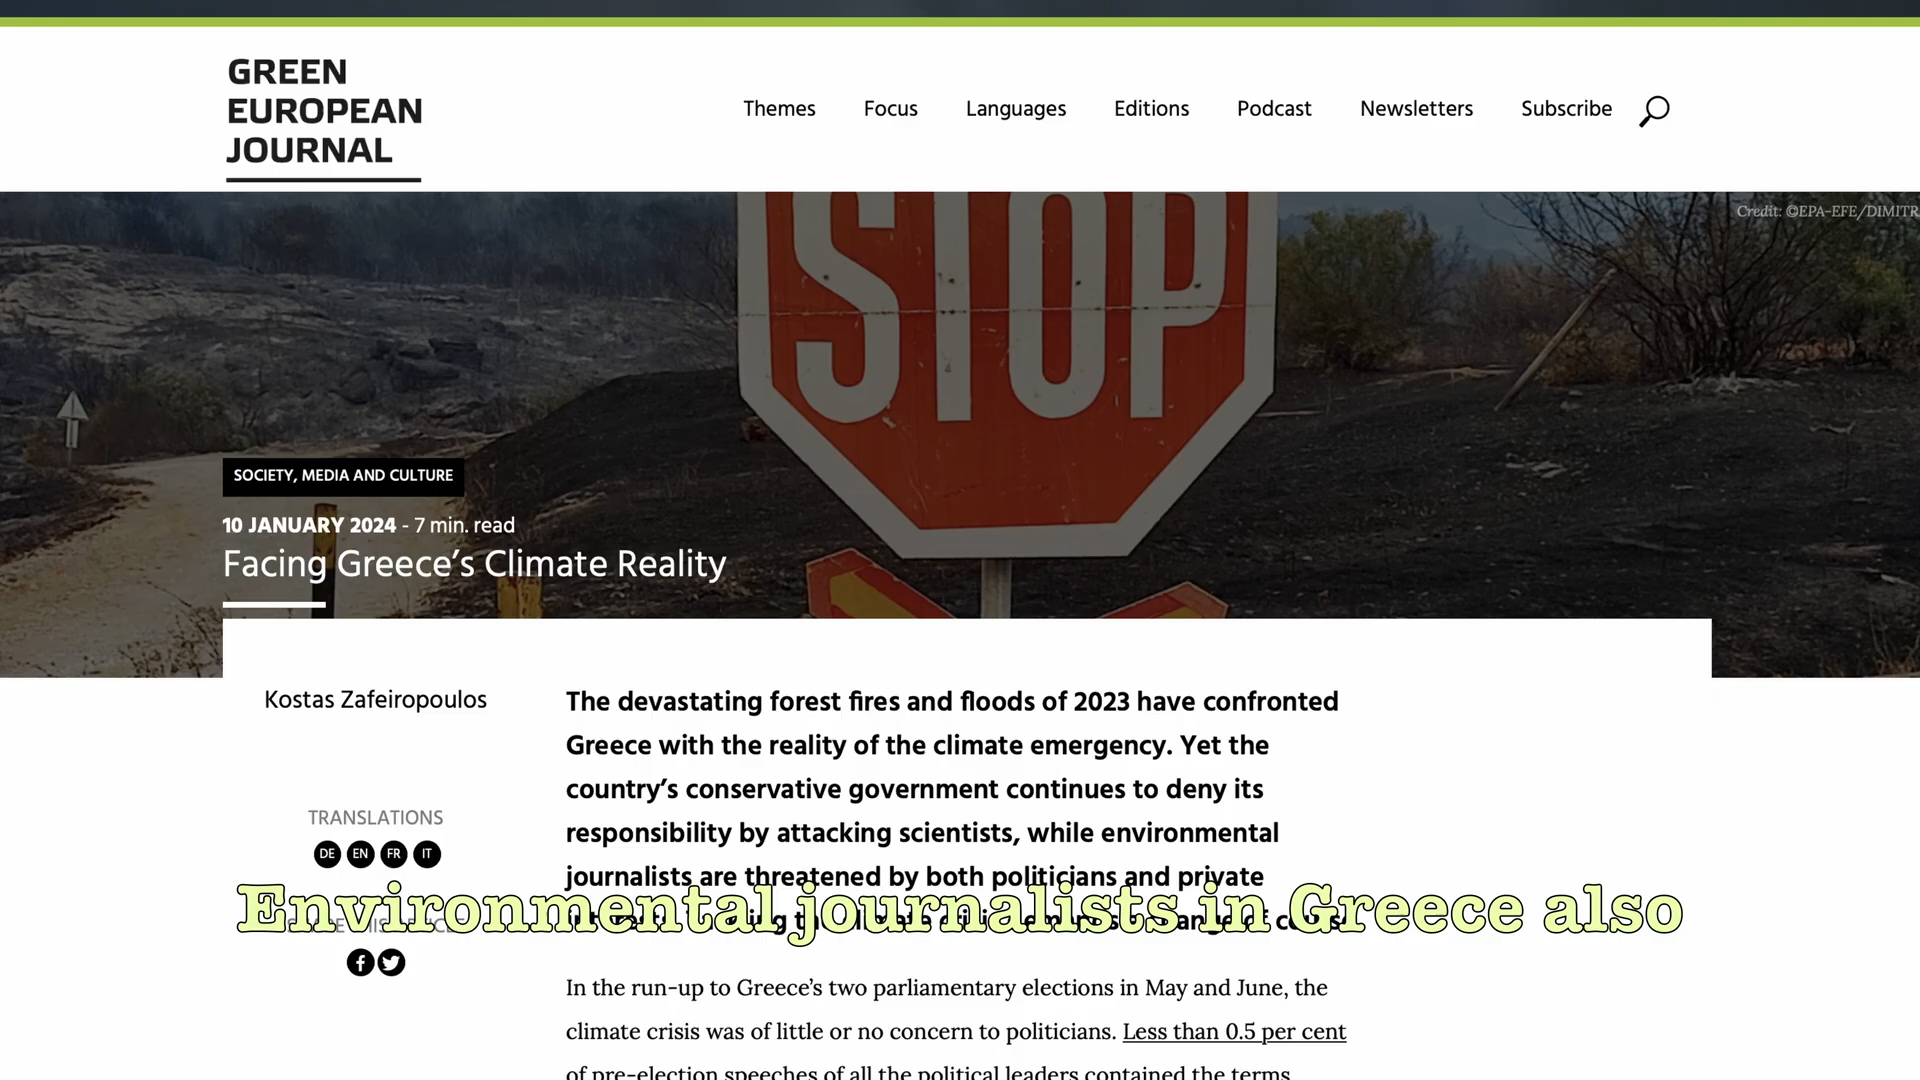 GREEN
EUROPEAN
JOURNAL
Themes Focus Languages Editions Podcast Newsletters Subscribe
Credit: ©EPA-EFE/DIMITR
STOP
SOCIETY, MEDIA AND CULTURE
10 JANUARY 2024 - 7 min. read
Facing Greece’s Climate Reality
Kostas Zafeiropoulos
TRANSLATIONS
DE EN FR IT
The devastating forest fires and floods of 2023 have confronted
Greece with the reality of the climate emergency. Yet the
country’s conservative government continues to deny its
responsibility by attacking scientists, while environmental
journalists are threatened by both politicians and private
Environmental journalists in Greece also
In the run-up to Greece’s two parliamentary elections in May and June, the
climate crisis was of little or no concern to politicians. Less than 0.5 per cent
of pre-election speeches of all the political leaders contained the terms